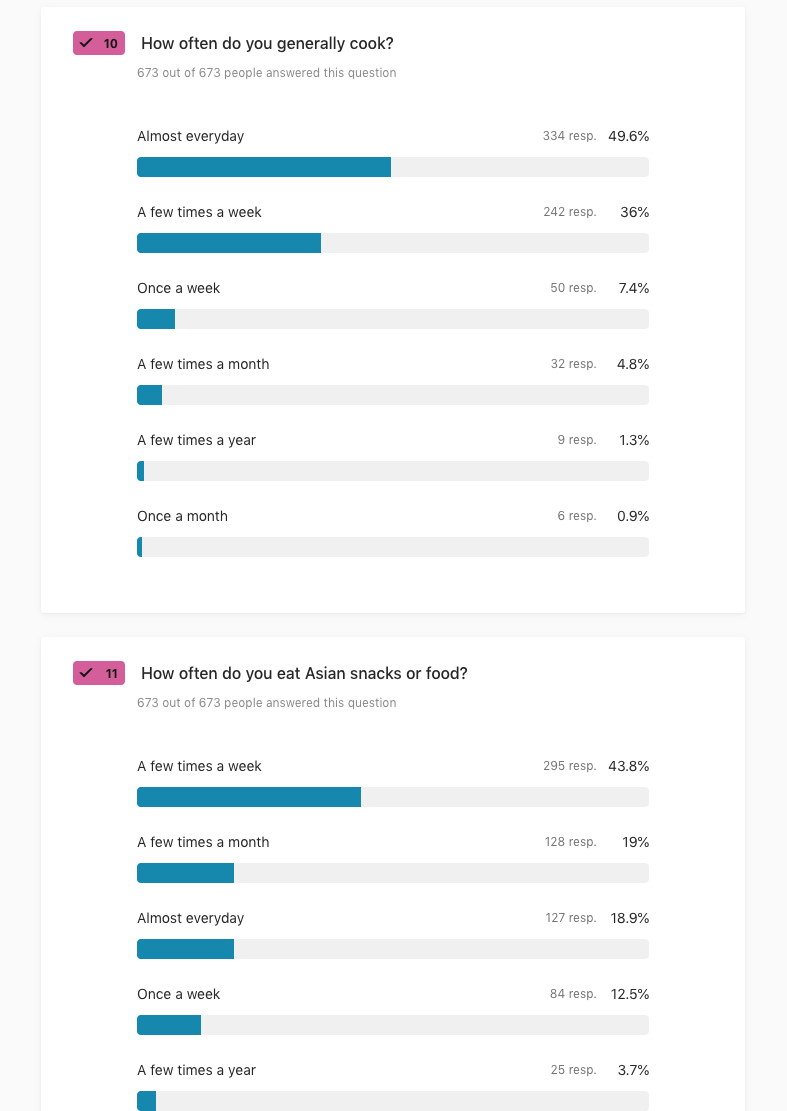 10 How often do you generally cook?
673 out of 673 people answered this question
Almost everyday 334 resp. 49.6%
A few times a week 242 resp. 36%
Once a week 50 resp. 7.4%
A few times a month 32 resp. 4.8%
A few times a year 9 resp. 1.3%
Once a month 6 resp. 0.9%
11 How often do you eat Asian snacks or food?
673 out of 673 people answered this question
A few times a week 295 resp. 43.8%
A few times a month 128 resp. 19%
Almost everyday 127 resp. 18.9%
Once a week 84 resp. 12.5%
A few times a year 25 resp. 3.7%